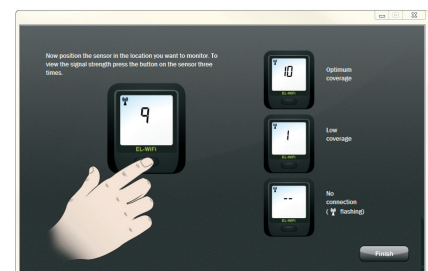 Now position the sensor in the location you want to monitor. To
view the signal strength press the button on the sensor three
times.
9
EL-WiFi
10
EL-WiFi
Optimum
coverage
1
EL-WiFi
Low
coverage
--
EL-WiFi
No
connection
( flashing)
Finish